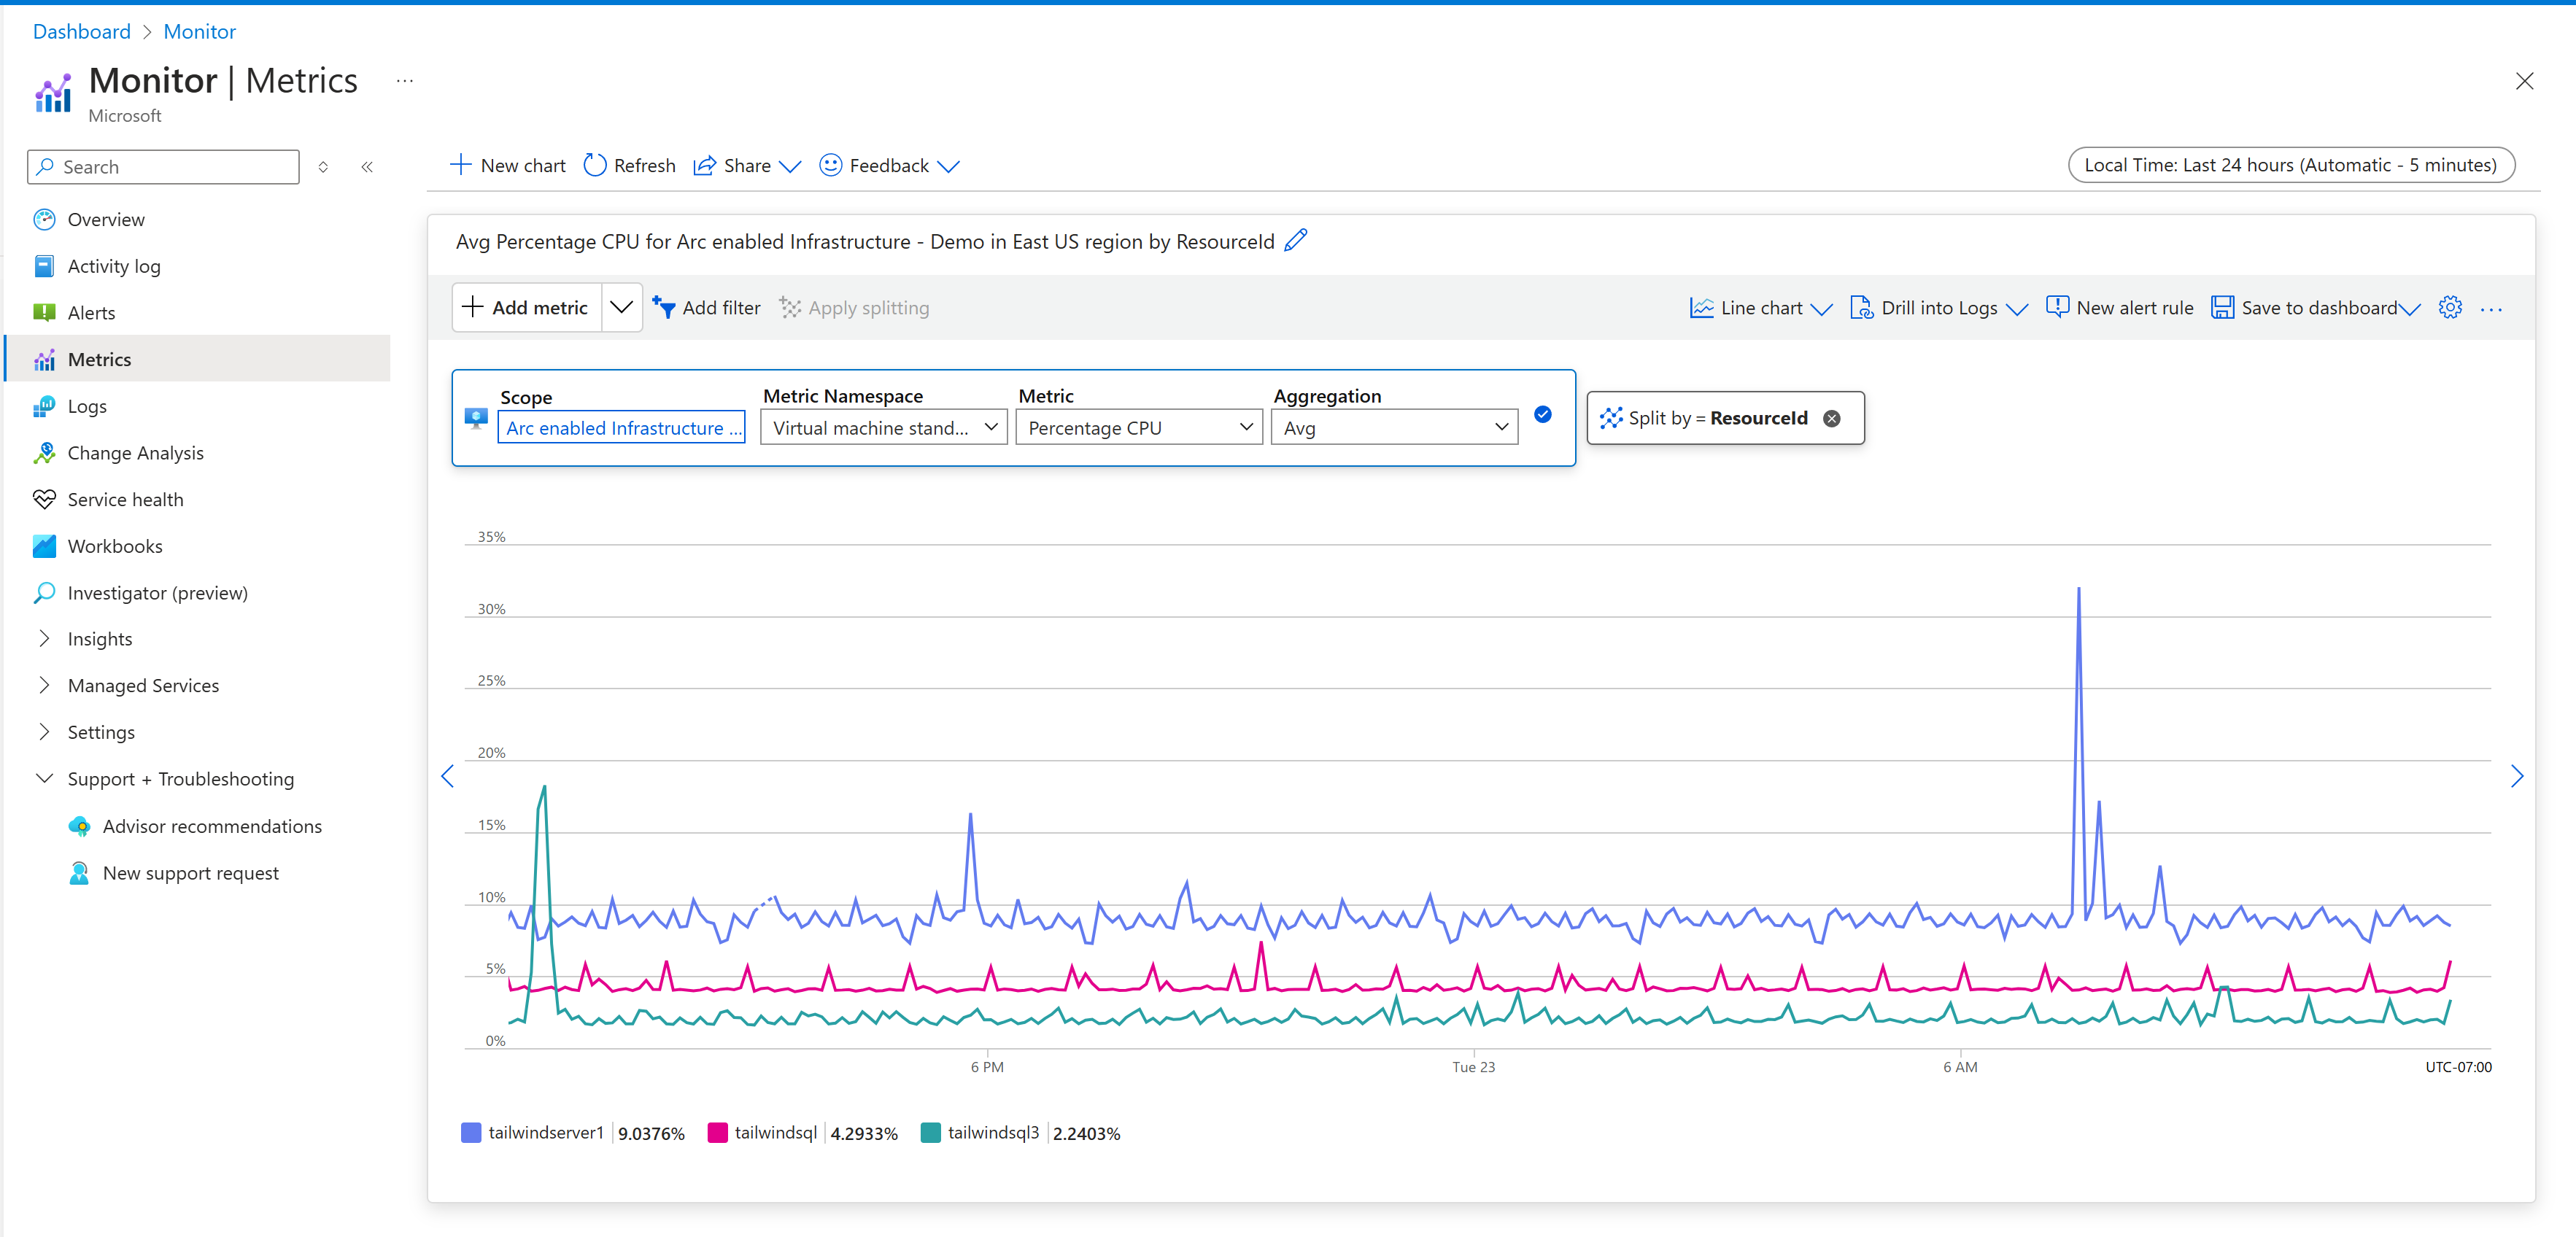 Dashboard > Monitor
Monitor | Metrics ...
Microsoft
Search
New chart Refresh Share Feedback
Local Time: Last 24 hours (Automatic - 5 minutes)
Overview
Activity log
Alerts
Metrics
Logs
Change Analysis
Service health
Workbooks
Investigator (preview)
Insights
Managed Services
Settings
Support + Troubleshooting
Advisor recommendations
New support request
Avg Percentage CPU for Arc enabled Infrastructure - Demo in East US region by ResourceId
Add metric Add filter Apply splitting
Line chart Drill into Logs New alert rule Save to dashboard ...
Scope Metric Namespace Metric Aggregation
Arc enabled Infrastructure ... Virtual machine stand... Percentage CPU Avg
Split by = ResourceId
35%
30%
25%
20%
15%
10%
5%
0%
6 PM Tue 23 6 AM UTC-07:00
tailwindserver1 9.0376% tailwindsql 4.2933% tailwindsql3 2.2403%